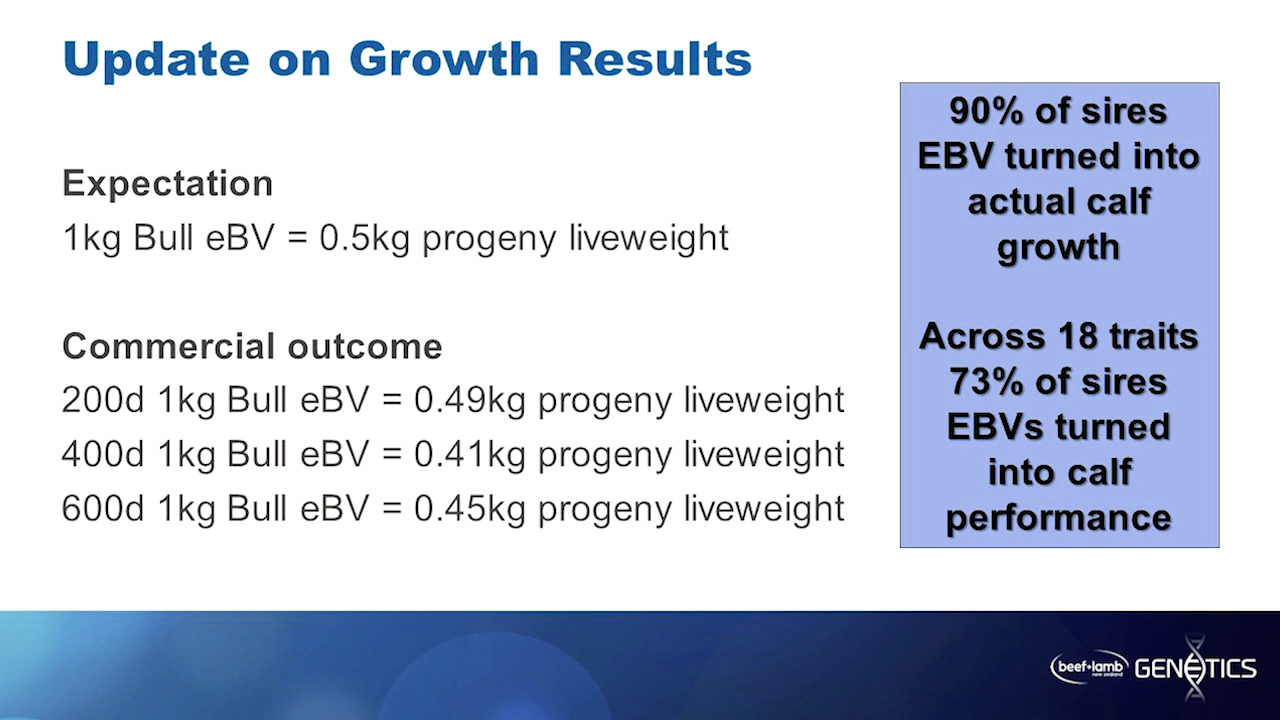 Update on Growth Results
Expectation
1kg Bull eBV = 0.5kg progeny liveweight
Commercial outcome
200d 1kg Bull eBV = 0.49kg progeny liveweight
400d 1kg Bull eBV = 0.41kg progeny liveweight
600d 1kg Bull eBV = 0.45kg progeny liveweight
90% of sires
EBV turned into
actual calf
growth
Across 18 traits
73% of sires
EBVs turned
into calf
performance
beef+lamb
new zealand
GENETICS